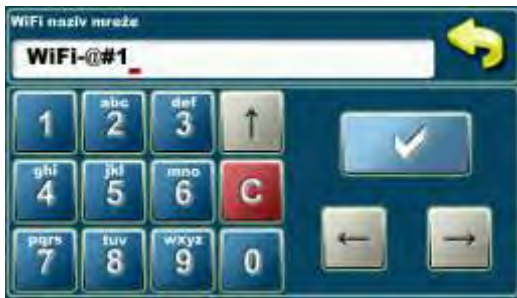 WiFi naziv mreže
WiFi-@#1_
1 abc 2 def 3 ↑
ghi 4 jkl 5 mno 6 C
pqrs 7 tuv 8 wxyz 9 0
← →